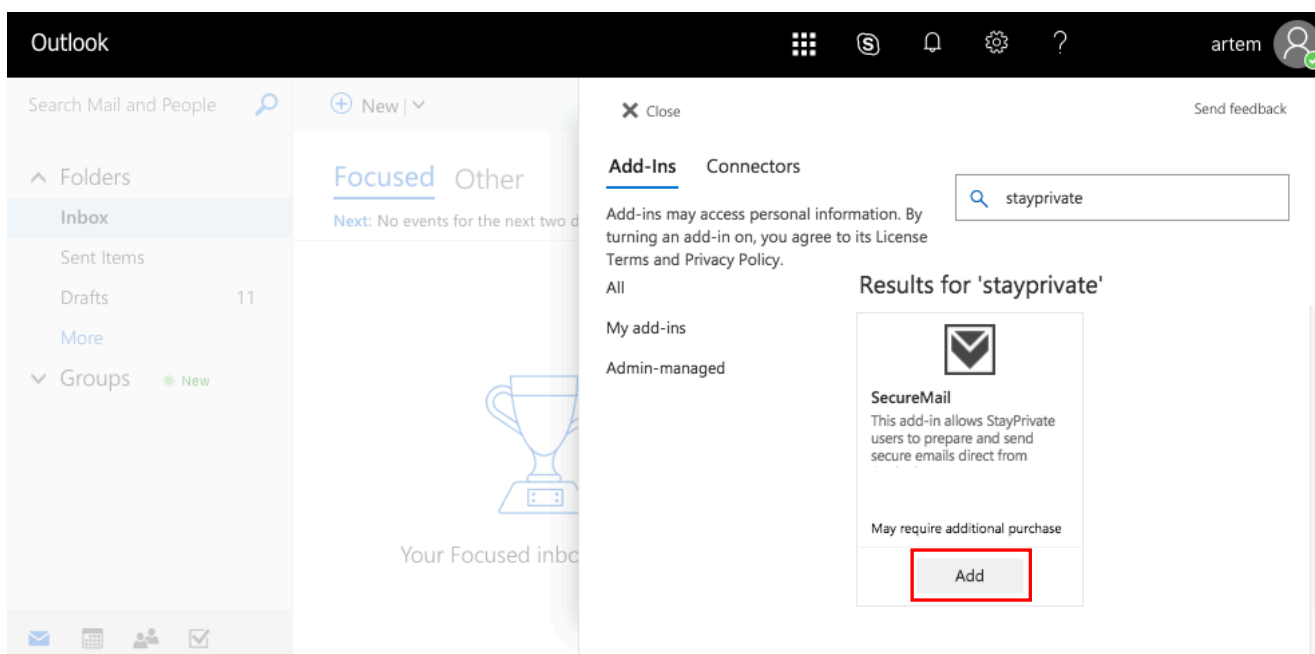 Outlook
artem
Search Mail and People
New
Close
Send feedback
Folders
Inbox
Sent Items
Drafts 11
More
Groups New
Focused Other
Next: No events for the next two d
Your Focused inbo
Add-Ins Connectors
Add-ins may access personal information. By
turning an add-in on, you agree to its License
Terms and Privacy Policy.
All
My add-ins
Admin-managed
stayprivate
Results for 'stayprivate'
SecureMail
This add-in allows StayPrivate
users to prepare and send
secure emails direct from
May require additional purchase
Add